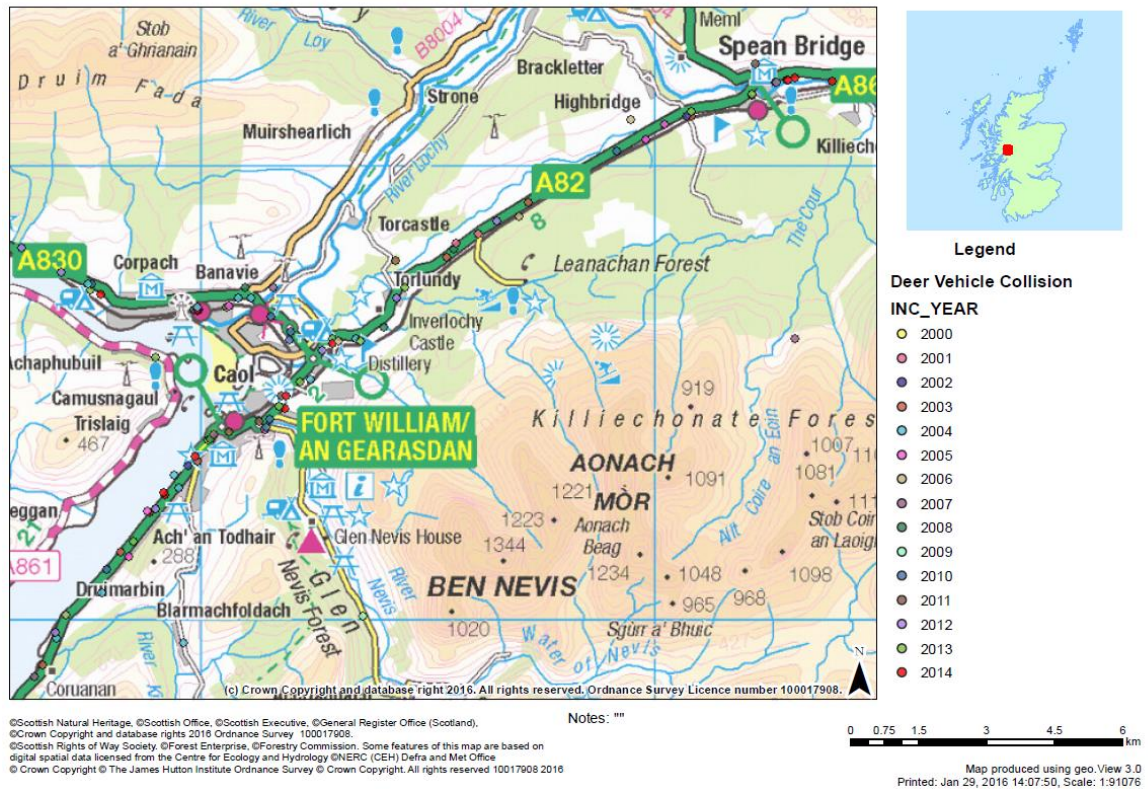 Stob
a' Ghrianain
River
Loy
B8004
Meml
Spean Bridge
Druim Fada
Brackletter
A86
Strone
Highbridge
Muirshearlich
Killiech
River Lochy
A82
8
The Cour
Torcastle
A830
Corpach
Banavie
Leanachan Forest
Torlundy
Inverlochy
Castle
Achaphubuil
Distillery
Caol
Camusnagaul
2
919
Trislaig
467
FORT WILLIAM/
AN GEARASDAN
Killiechonate Fores
1007
AONACH
1091
1081
1221
MÒR
Allt Coire an Eoin
eggan
1223
Aonach
Beag
Stob Coir
an Laoigh
21
Ach' an Todhair
Glen Nevis House
1344
A861
288
1234
1048
1098
Druimarbin
Glen
Nevis Forest
River
Nevis
BEN NEVIS
968
965
Blarmachfoldach
1020
Sgùrr a' Bhuic
427
River Ki
Water of Nevis
Coruanan
N
(c) Crown Copyright and database right 2016. All rights reserved. Ordnance Survey Licence number 100017908.
Legend
Deer Vehicle Collision
INC_YEAR
2000
2001
2002
2003
2004
2005
2006
2007
2008
2009
2010
2011
2012
2013
2014
©Scottish Natural Heritage, ©Scottish Office, ©Scottish Executive, ©General Register Office (Scotland),
©Crown Copyright and database rights 2016 Ordnance Survey 100017908.
©Scottish Rights of Way Society. ©Forest Enterprise, ©Forestry Commission. Some features of this map are based on
digital spatial data licensed from the Centre for Ecology and Hydrology ©NERC (CEH) Defra and Met Office
© Crown Copyright © The James Hutton Institute Ordnance Survey © Crown Copyright. All rights reserved 10017908 2016
Notes: ""
0 0.75 1.5 3 4.5 6
km
Map produced using geo.View 3.0
Printed: Jan 29, 2016 14:07:50, Scale: 1:91076